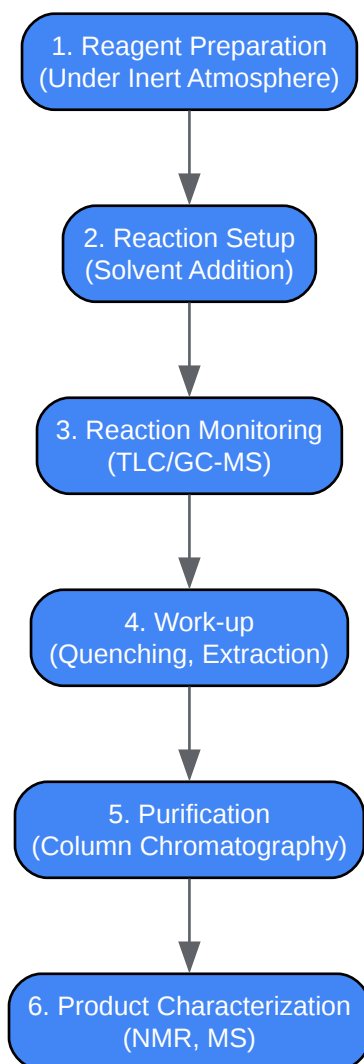 1. Reagent Preparation
(Under Inert Atmosphere)
2. Reaction Setup
(Solvent Addition)
3. Reaction Monitoring
(TLC/GC-MS)
4. Work-up
(Quenching, Extraction)
5. Purification
(Column Chromatography)
6. Product Characterization
(NMR, MS)